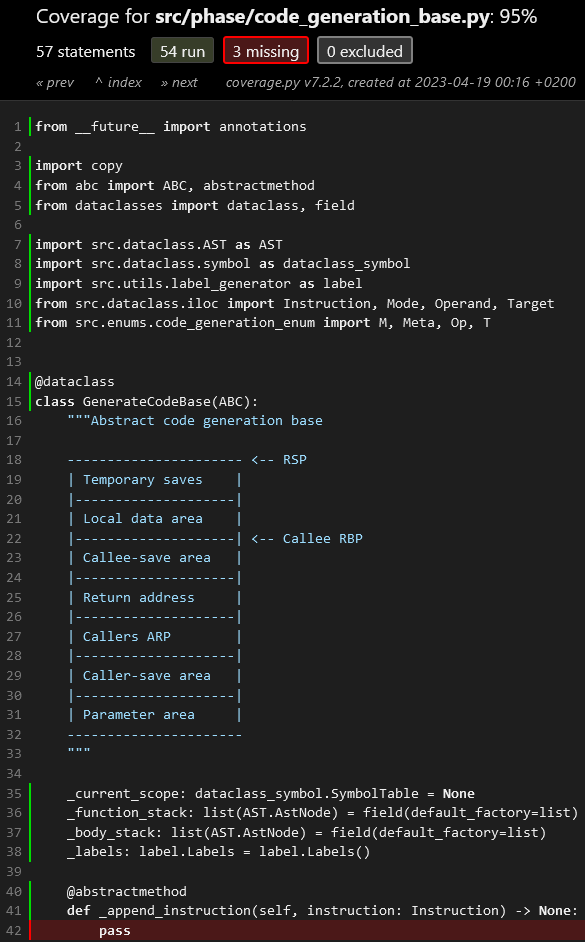 Coverage for src/phase/code_generation_base.py: 95%
57 statements 54 run 3 missing 0 excluded
« prev ^ index » next coverage.py v7.2.2, created at 2023-04-19 00:16 +0200
1 from __future__ import annotations
2
3 import copy
4 from abc import ABC, abstractmethod
5 from dataclasses import dataclass, field
6
7 import src.dataclass.AST as AST
8 import src.dataclass.symbol as dataclass_symbol
9 import src.utils.label_generator as label
10 from src.dataclass.iloc import Instruction, Mode, Operand, Target
11 from src.enums.code_generation_enum import M, Meta, Op, T
12
13
14 @dataclass
15 class GenerateCodeBase(ABC):
16     """Abstract code generation base
17
18     ---------------------- <-- RSP
19     | Temporary saves    |
20     |--------------------|
21     | Local data area    |
22     |--------------------| <-- Callee RBP
23     | Callee-save area   |
24     |--------------------|
25     | Return address     |
26     |--------------------|
27     | Callers ARP        |
28     |--------------------|
29     | Caller-save area   |
30     |--------------------|
31     | Parameter area     |
32     ----------------------
33     """
34
35     _current_scope: dataclass_symbol.SymbolTable = None
36     _function_stack: list(AST.AstNode) = field(default_factory=list)
37     _body_stack: list(AST.AstNode) = field(default_factory=list)
38     _labels: label.Labels = label.Labels()
39
40     @abstractmethod
41     def _append_instruction(self, instruction: Instruction) -> None:
42         pass